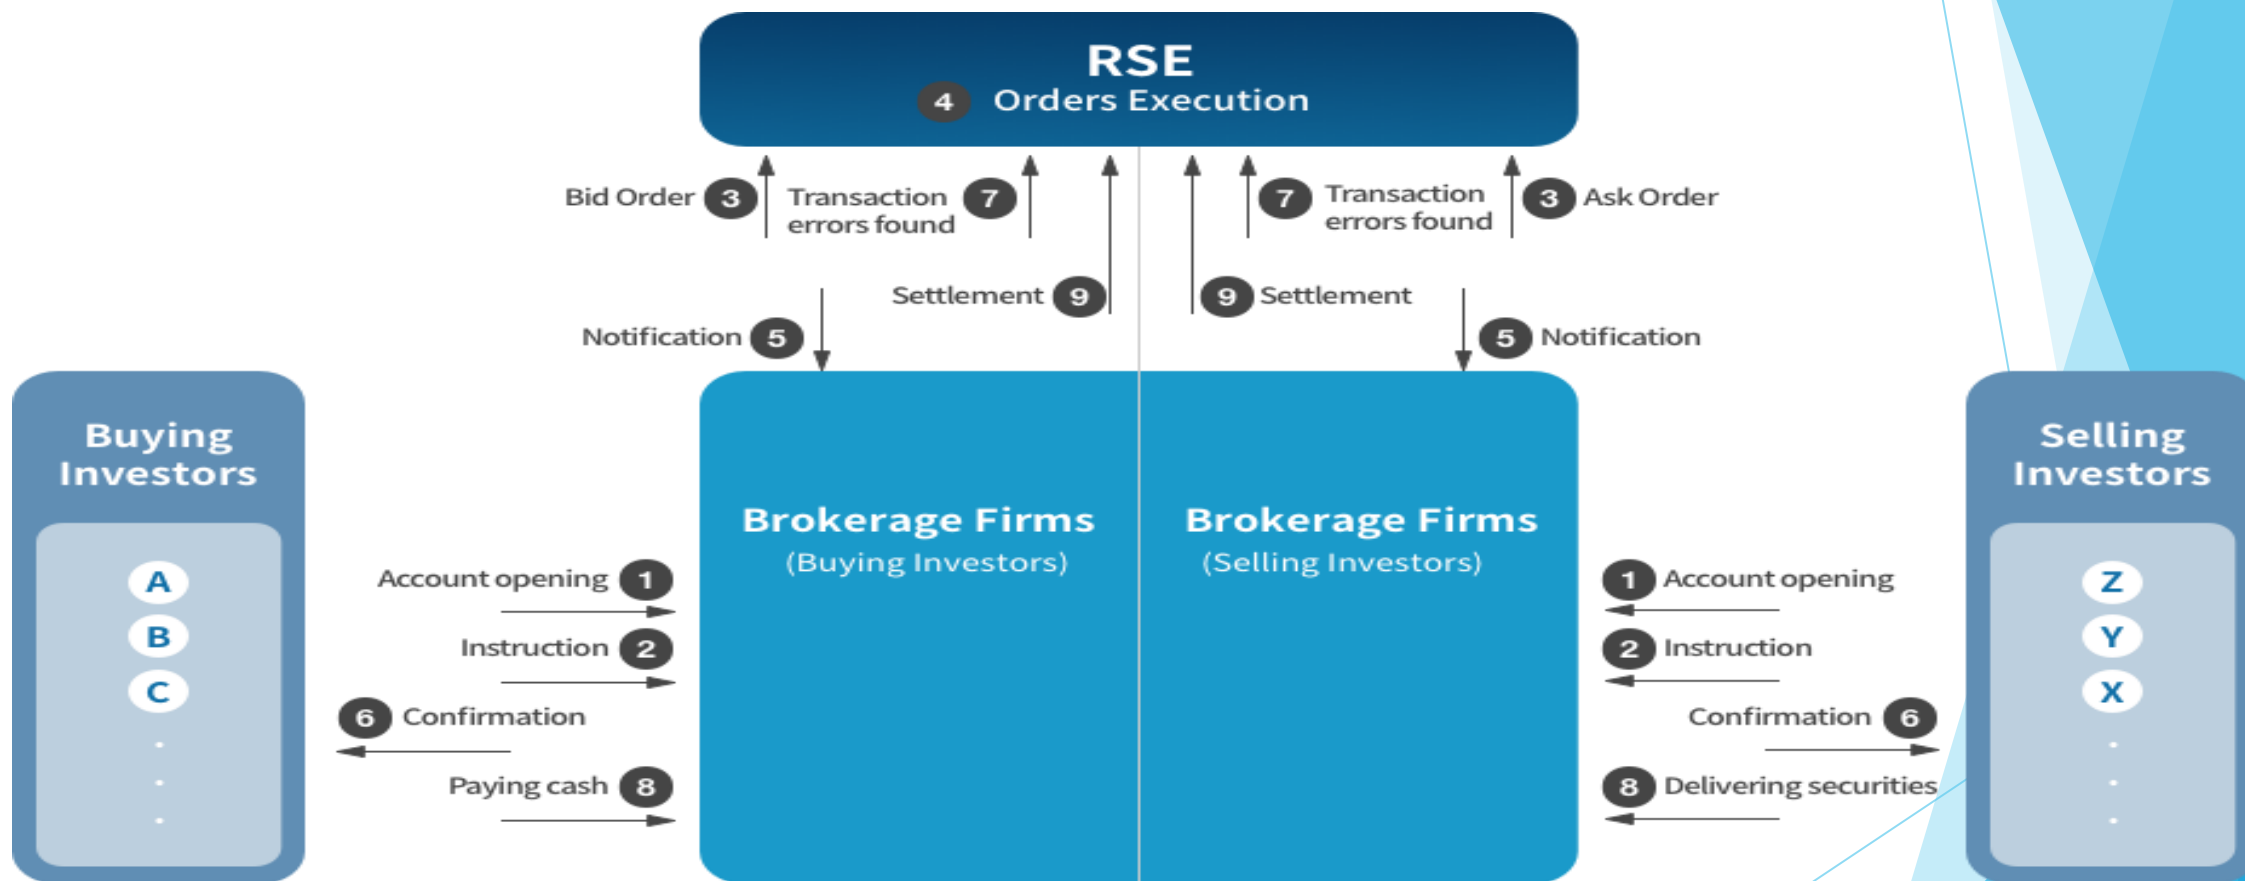 RSE
4 Orders Execution
Bid Order 3
Transaction
errors found 7
7 Transaction
errors found
3 Ask Order
Settlement 9
9 Settlement
Notification 5
5 Notification
Buying
Investors
A
B
C
Account opening 1
Instruction 2
6 Confirmation
Paying cash 8
Brokerage Firms
(Buying Investors)
Brokerage Firms
(Selling Investors)
1 Account opening
2 Instruction
Confirmation 6
8 Delivering securities
Selling
Investors
Z
Y
X